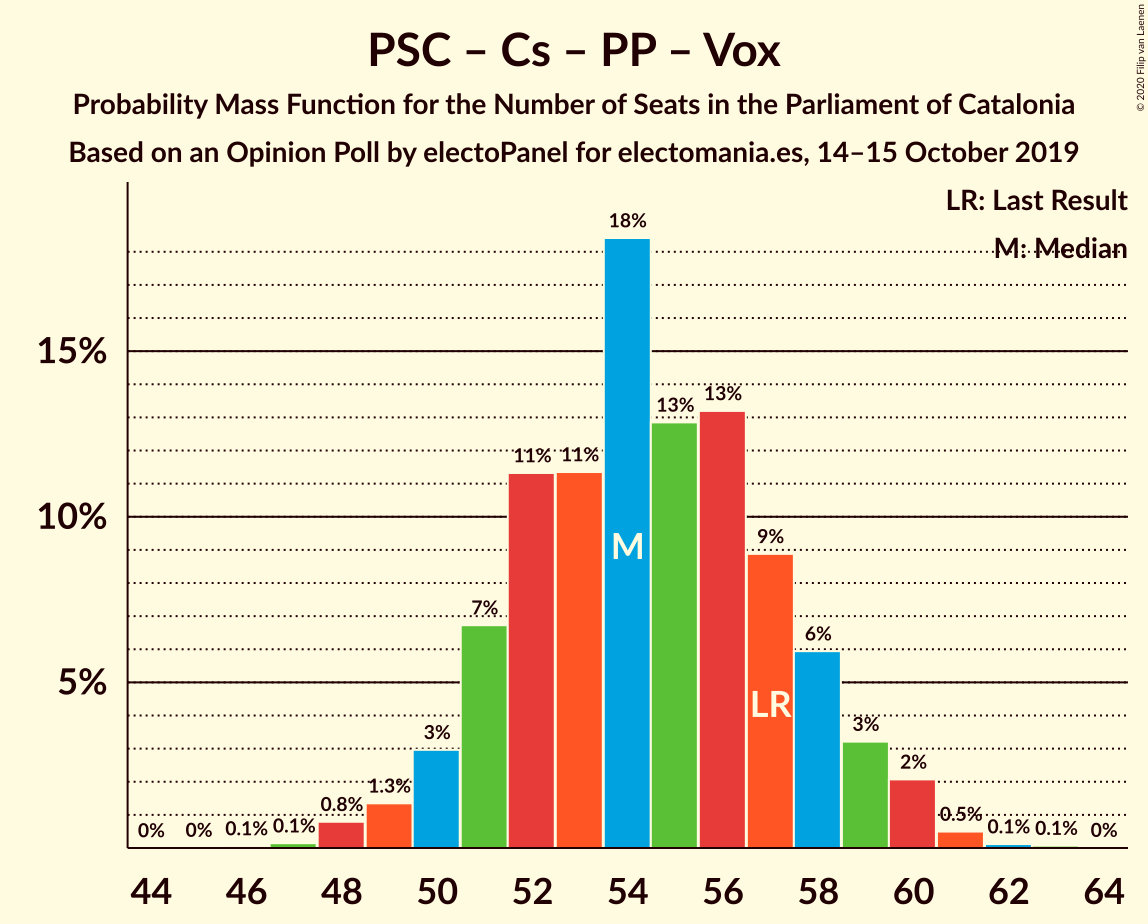 PSC – Cs – PP – Vox
Probability Mass Function for the Number of Seats in the Parliament of Catalonia
Based on an Opinion Poll by electoPanel for electomania.es, 14–15 October 2019
© 2020 Filip van Laenen
LR: Last Result
M: Median
15%
10%
5%
0% 0% 0.1% 0.1% 0.8% 1.3% 3% 7% 11% 11% 18% 13% 13% 9% 6% 3% 2% 0.5% 0.1% 0.1% 0%
M
LR
44 46 48 50 52 54 56 58 60 62 64